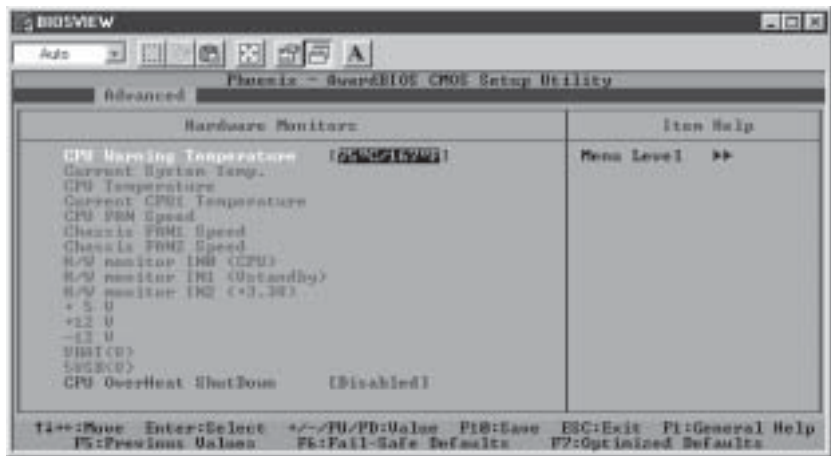 BIOSVIEW
Auto
A
Phoenix - AwardBIOS CMOS Setup Utility
Advanced
Hardware Monitors
Item Help
CPU Warning Temperature [75°C/167°F]
Menu Level
Current System Temp.
CPU Temperature
Current CPU1 Temperature
CPU FAN Speed
Chassis FAN1 Speed
Chassis FAN2 Speed
H/W monitor IN0 (CPU)
H/W monitor IN1 (Vstandby)
H/W monitor IN2 (+3.3V)
+ 5 V
+12 V
-12 V
VBAT(V)
5VSB(V)
CPU OverHeat ShutDown [Disabled]
:Move Enter:Select +/-/PU/PD:Value F10:Save ESC:Exit F1:General Help
F5:Previous Values F6:Fail-Safe Defaults F7:Optimized Defaults